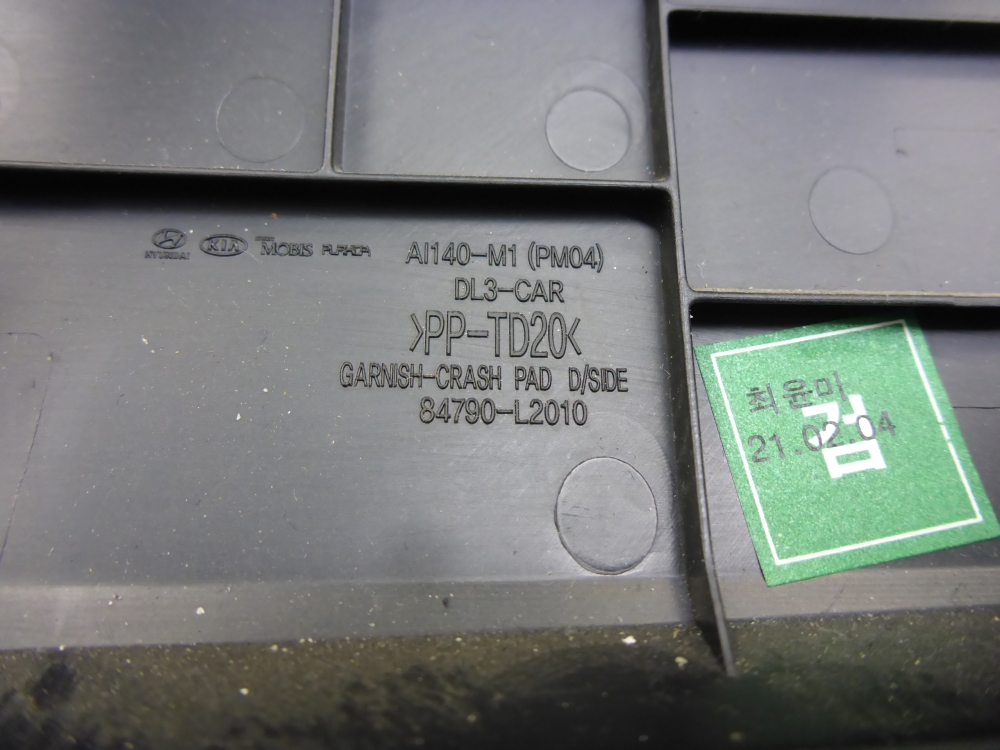 HYUNDAI KIA MOBIS AI140-M1 (PM04)
DL3-CAR
>PP-TD20<
GARNISH-CRASH PAD D/SIDE
84790-L2010
최윤미
검
21.02.04